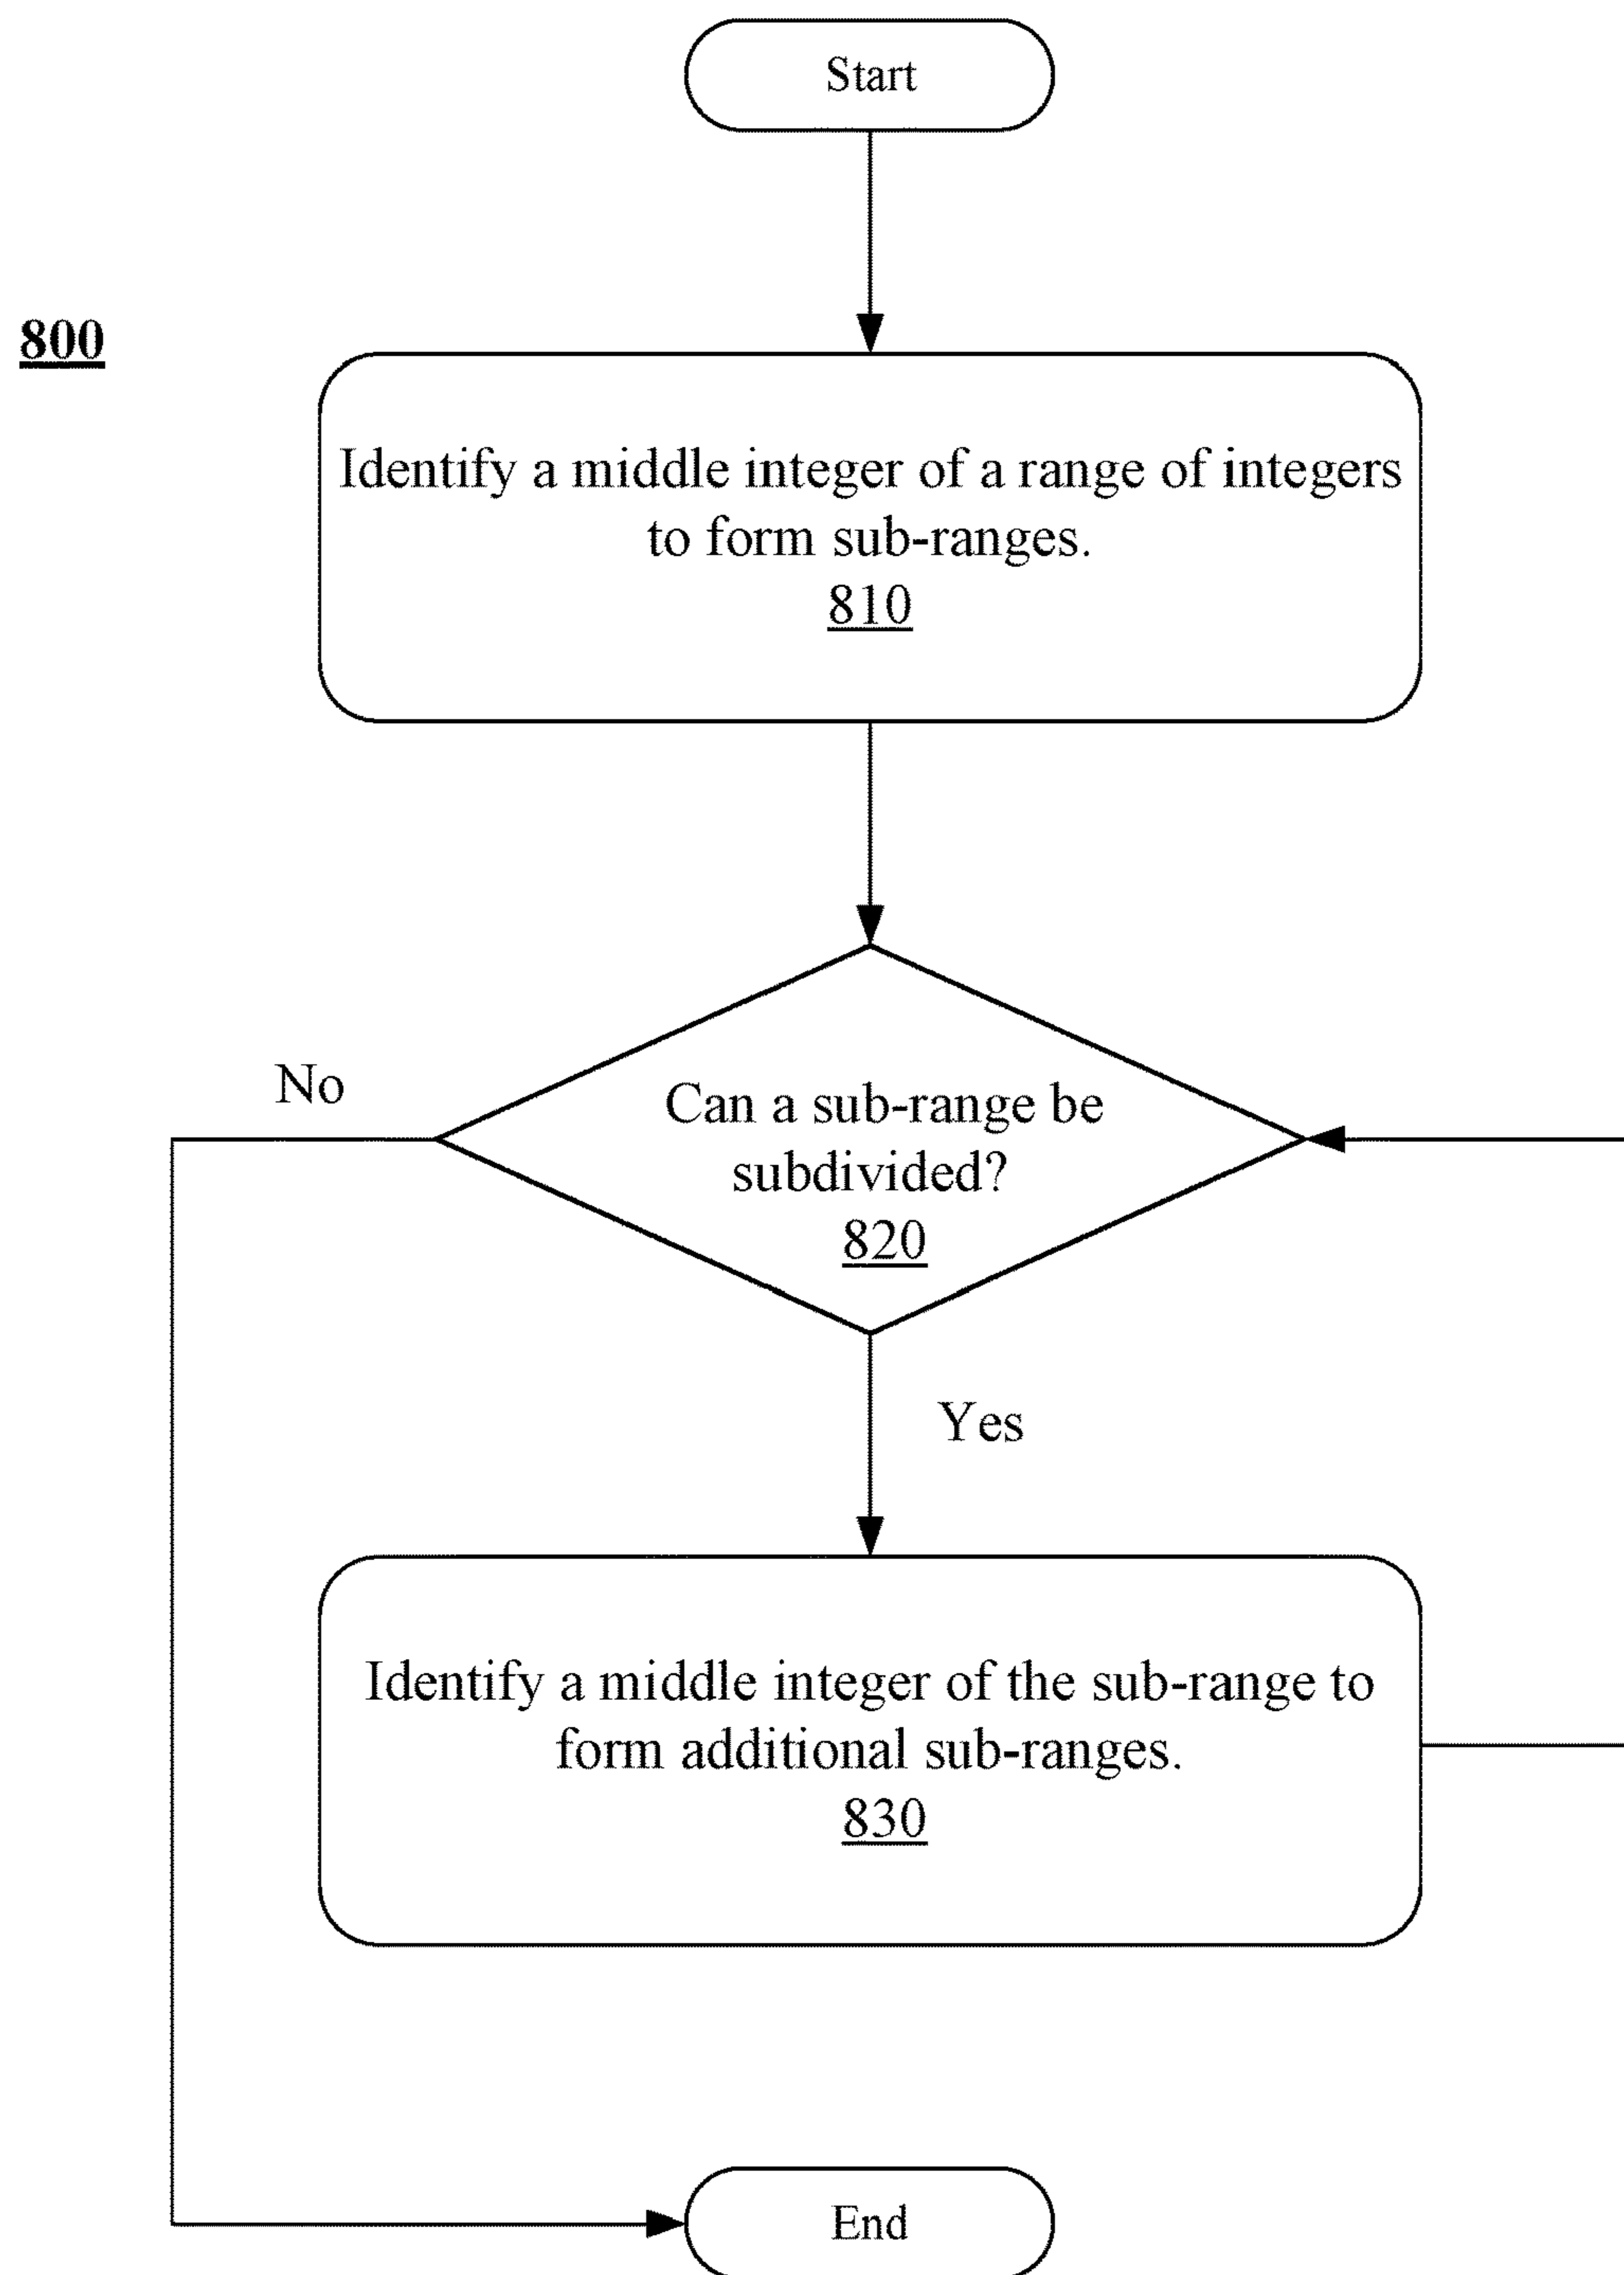 Start
800
Identify a middle integer of a range of integers
to form sub-ranges.
810
No
Can a sub-range be
subdivided?
820
Yes
Identify a middle integer of the sub-range to
form additional sub-ranges.
830
End